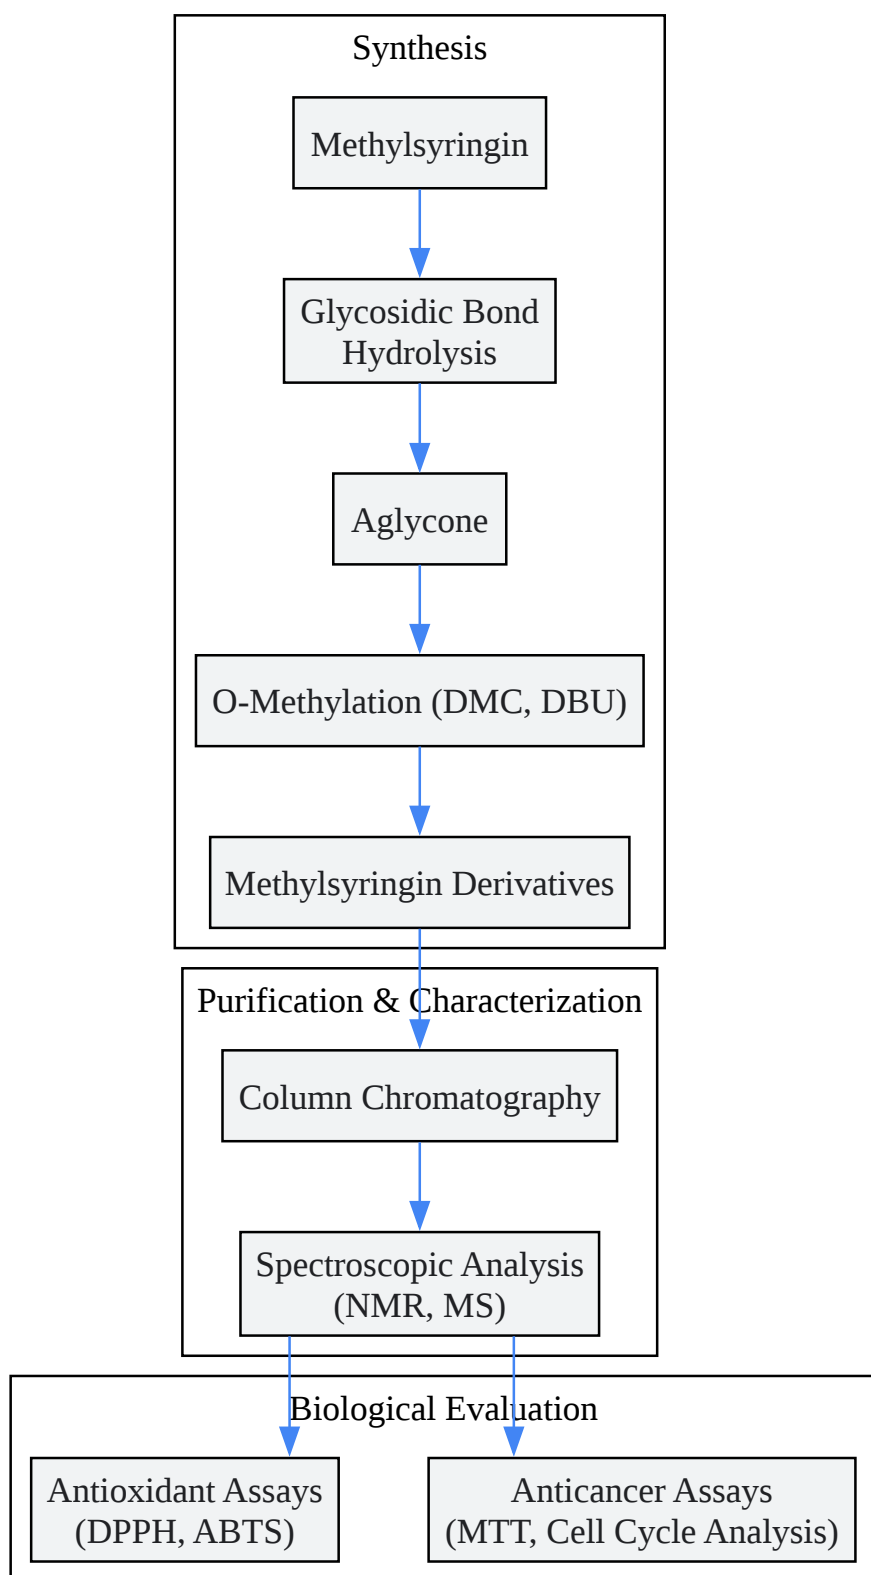 Synthesis
Methylsyringin
Glycosidic Bond
Hydrolysis
Aglycone
O-Methylation (DMC, DBU)
Methylsyringin Derivatives
Purification & Characterization
Column Chromatography
Spectroscopic Analysis
(NMR, MS)
Biological Evaluation
Antioxidant Assays
(DPPH, ABTS)
Anticancer Assays
(MTT, Cell Cycle Analysis)